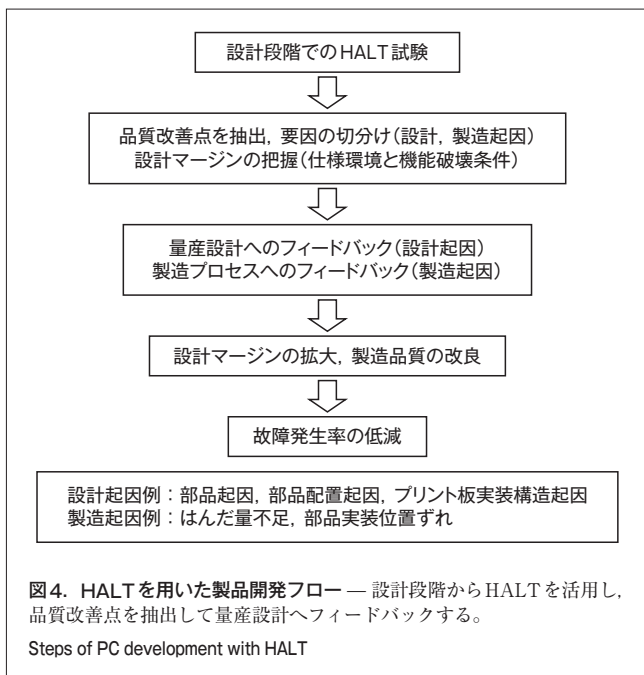 設計段階でのHALT試験
品質改善点を抽出，要因の切分け（設計，製造起因）
設計マージンの把握（仕様環境と機能破壊条件）
量産設計へのフィードバック（設計起因）
製造プロセスへのフィードバック（製造起因）
設計マージンの拡大，製造品質の改良
故障発生率の低減
設計起因例：部品起因，部品配置起因，プリント板実装構造起因
製造起因例：はんだ量不足，部品実装位置ずれ
図4．HALTを用いた製品開発フロー — 設計段階からHALTを活用し，
品質改善点を抽出して量産設計へフィードバックする。
Steps of PC development with HALT